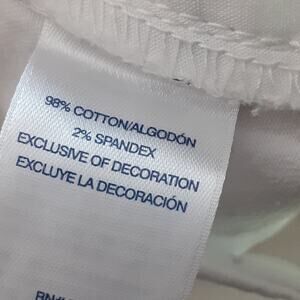 98% COTTON/ALGODÓN
2% SPANDEX
EXCLUSIVE OF DECORATION
EXCLUYE LA DECORACIÓN